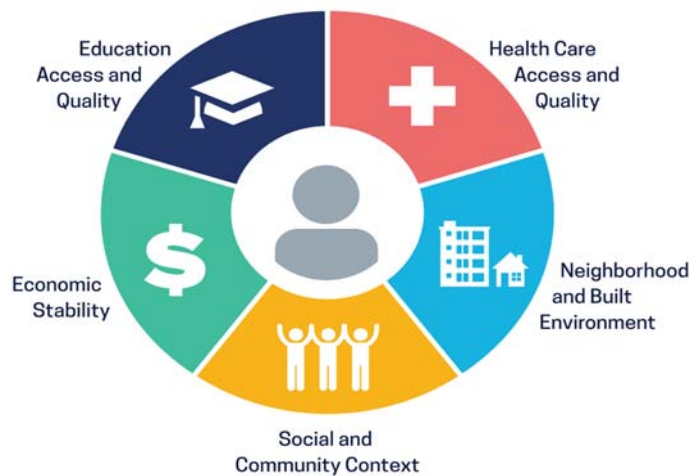 Education
Access and
Quality
Health Care
Access and
Quality
Economic
Stability
$
Neighborhood
and Built
Environment
Social and
Community Context